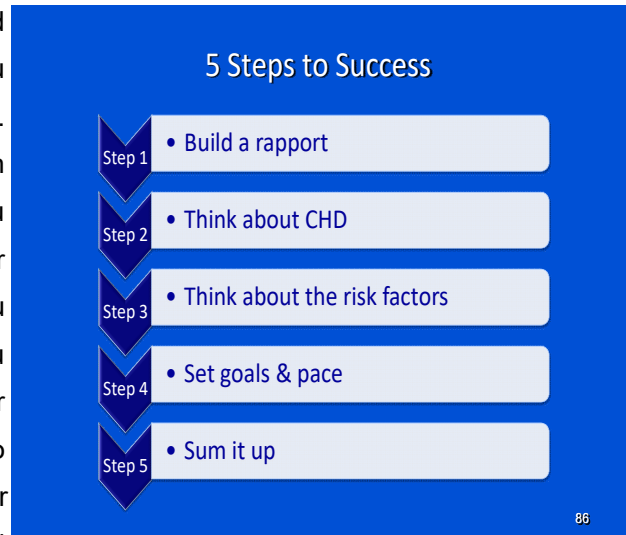 5 Steps to Success
Step 1
• Build a rapport
Step 2
• Think about CHD
Step 3
• Think about the risk factors
Step 4
• Set goals & pace
Step 5
• Sum it up
86